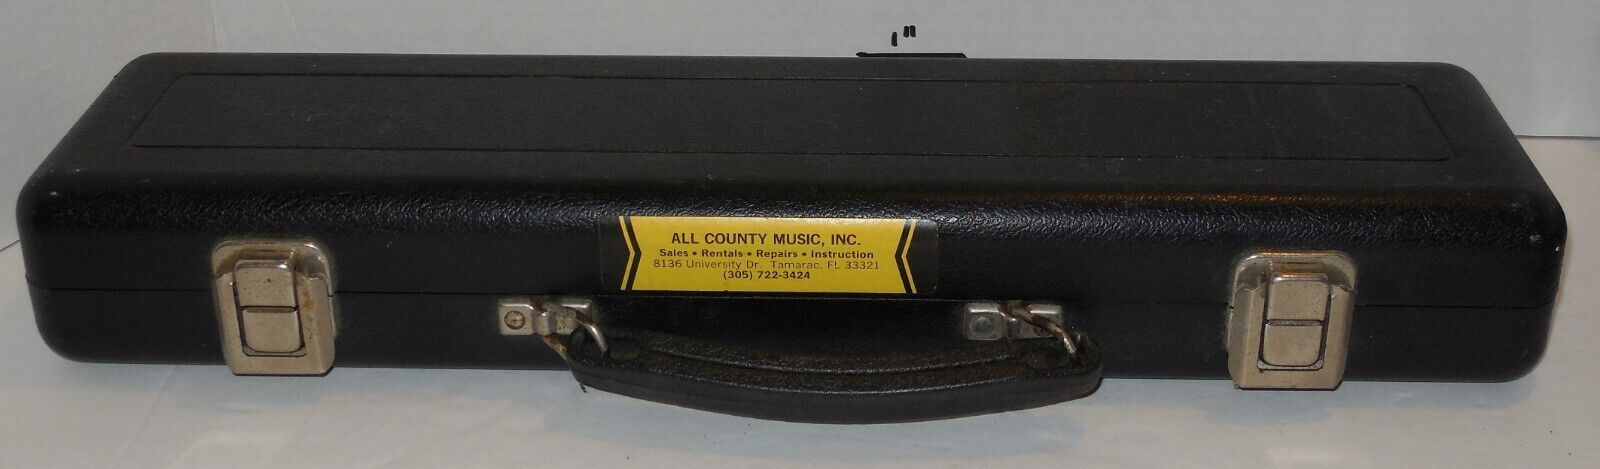 1"
ALL COUNTY MUSIC, INC.
Sales • Rentals • Repairs • Instruction
8136 University Dr. Tamarac, FL 33321
(305) 722-3424